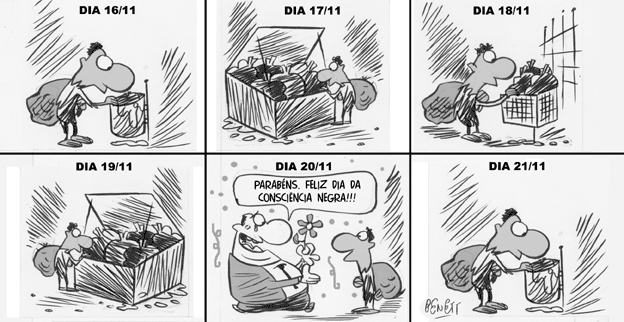 DIA 16/11
DIA 17/11
DIA 18/11
DIA 19/11
DIA 20/11
PARABÉNS. FELIZ DIA DA
CONSCIÊNCIA NEGRA!!!
DIA 21/11
BENETT